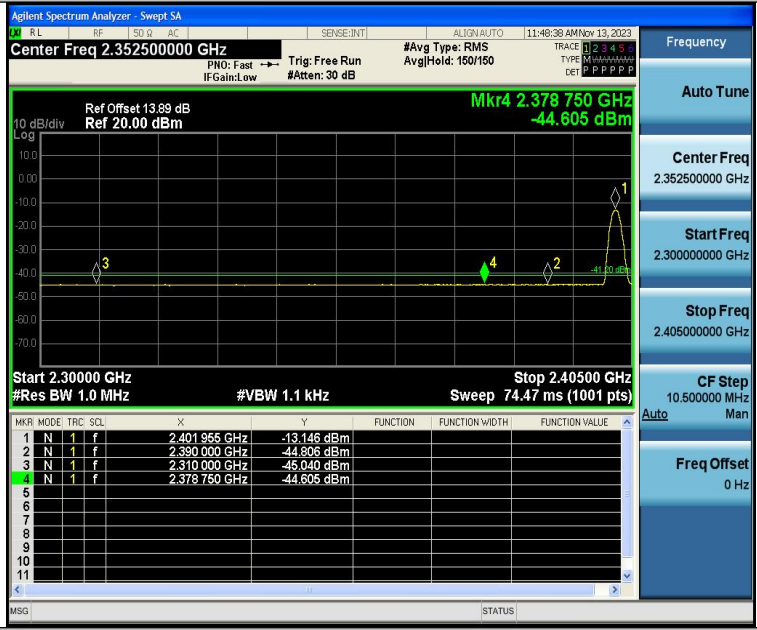 Agilent Spectrum Analyzer - Swept SA
LXI RL RF 50 Ω AC SENSE:INT ALIGN AUTO 11:48:38 AM Nov 13, 2023
Center Freq 2.352500000 GHz
PNO: Fast
IFGain:Low
Trig: Free Run
#Atten: 30 dB
#Avg Type: RMS
Avg|Hold: 150/150
TRACE 1 2 3 4 5 6
TYPE MWWWWW
DET P P P P P P
Ref Offset 13.89 dB
10 dB/div Ref 20.00 dBm
Log
Mkr4 2.378 750 GHz
-44.605 dBm
10.0
0.00
-10.0
-20.0
-30.0
-40.0
-50.0
-60.0
-70.0
1
3
4
2
-41.20 dBm
Start 2.30000 GHz Stop 2.40500 GHz
#Res BW 1.0 MHz #VBW 1.1 kHz Sweep 74.47 ms (1001 pts)
MKR MODE TRC SCL X Y FUNCTION FUNCTION WIDTH FUNCTION VALUE
1 N 1 f 2.401 955 GHz -13.146 dBm
2 N 1 f 2.390 000 GHz -44.806 dBm
3 N 1 f 2.310 000 GHz -45.040 dBm
4 N 1 f 2.378 750 GHz -44.605 dBm
5
6
7
8
9
10
11
MSG STATUS
Frequency
Auto Tune
Center Freq
2.352500000 GHz
Start Freq
2.300000000 GHz
Stop Freq
2.405000000 GHz
CF Step
10.500000 MHz
Auto Man
Freq Offset
0 Hz